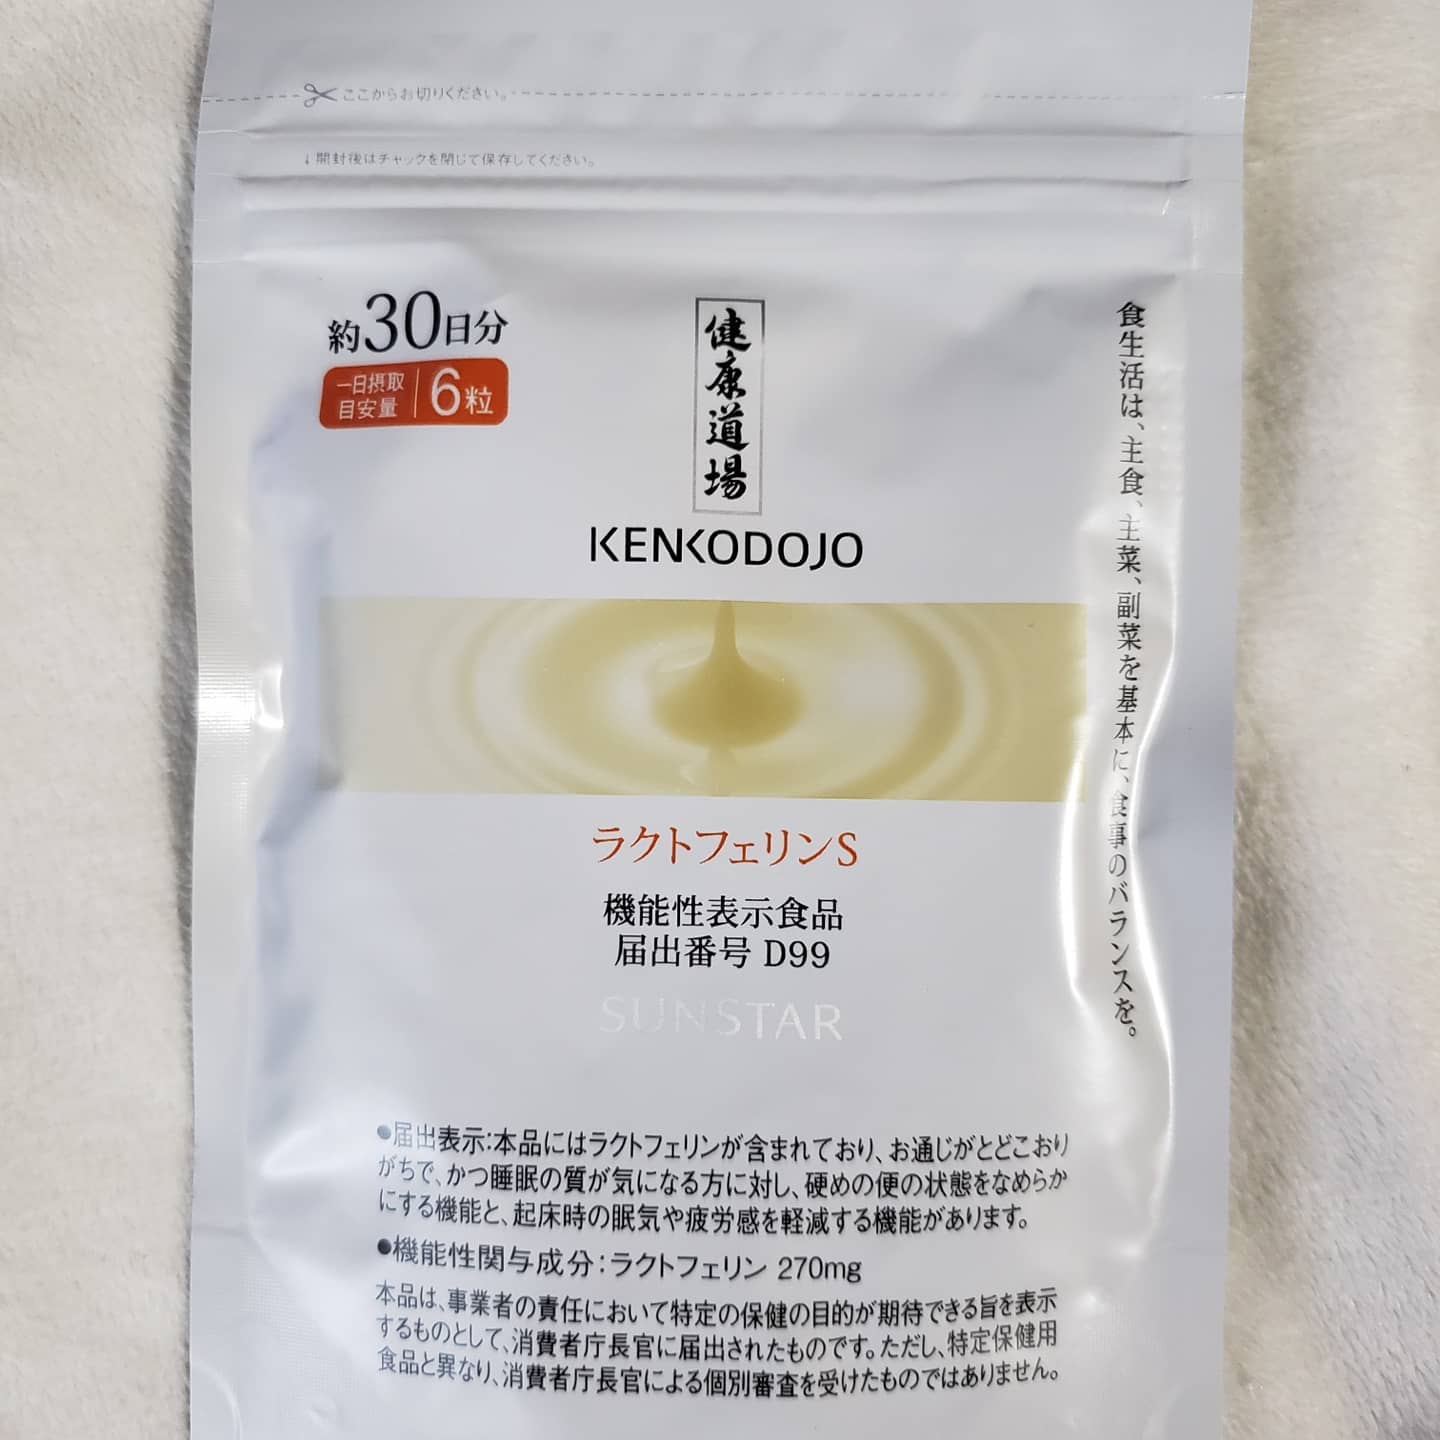 ここからお切りください。
↓開封後はチャックを閉じて保存してください。
約30日分
一日摂取
目安量
6粒
健康道場
KENKODOJO
食生活は、主食、主菜、副菜を基本に、食事のバランスを。
ラクトフェリンS
機能性表示食品
届出番号 D99
SUNSTAR
●届出表示:本品にはラクトフェリンが含まれており、お通じがとどこおり
がちで、かつ睡眠の質が気になる方に対し、硬めの便の状態をなめらか
にする機能と、起床時の眠気や疲労感を軽減する機能があります。
●機能性関与成分:ラクトフェリン 270mg
本品は、事業者の責任において特定の保健の目的が期待できる旨を表示
するものとして、消費者庁長官に届出されたものです。ただし、特定保健用
食品と異なり、消費者庁長官による個別審査を受けたものではありません。